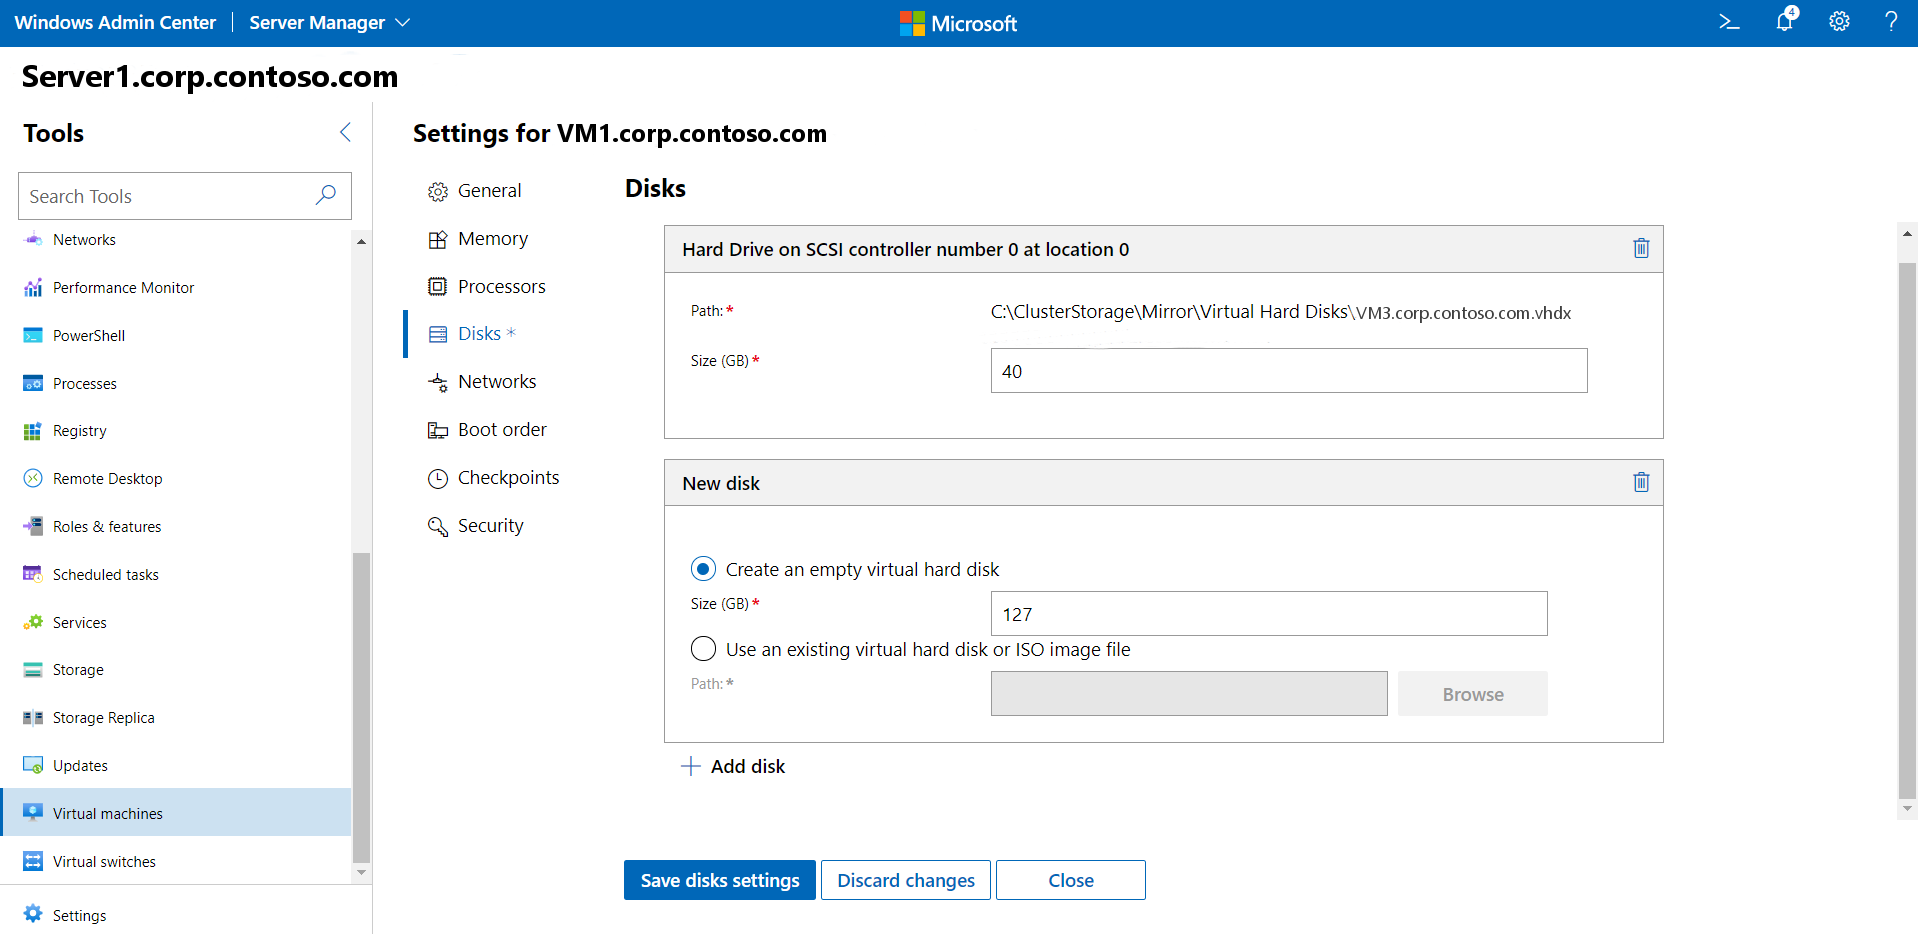 Windows Admin Center | Server Manager
Microsoft
4
Server1.corp.contoso.com
Tools
Search Tools
Networks
Performance Monitor
PowerShell
Processes
Registry
Remote Desktop
Roles & features
Scheduled tasks
Services
Storage
Storage Replica
Updates
Virtual machines
Virtual switches
Settings
Settings for VM1.corp.contoso.com
General
Memory
Processors
Disks *
Networks
Boot order
Checkpoints
Security
Disks
Hard Drive on SCSI controller number 0 at location 0
Path:* C:\ClusterStorage\Mirror\Virtual Hard Disks\VM3.corp.contoso.com.vhdx
Size (GB)* 40
New disk
Create an empty virtual hard disk
Size (GB)* 127
Use an existing virtual hard disk or ISO image file
Path:* Browse
Add disk
Save disks settings Discard changes Close